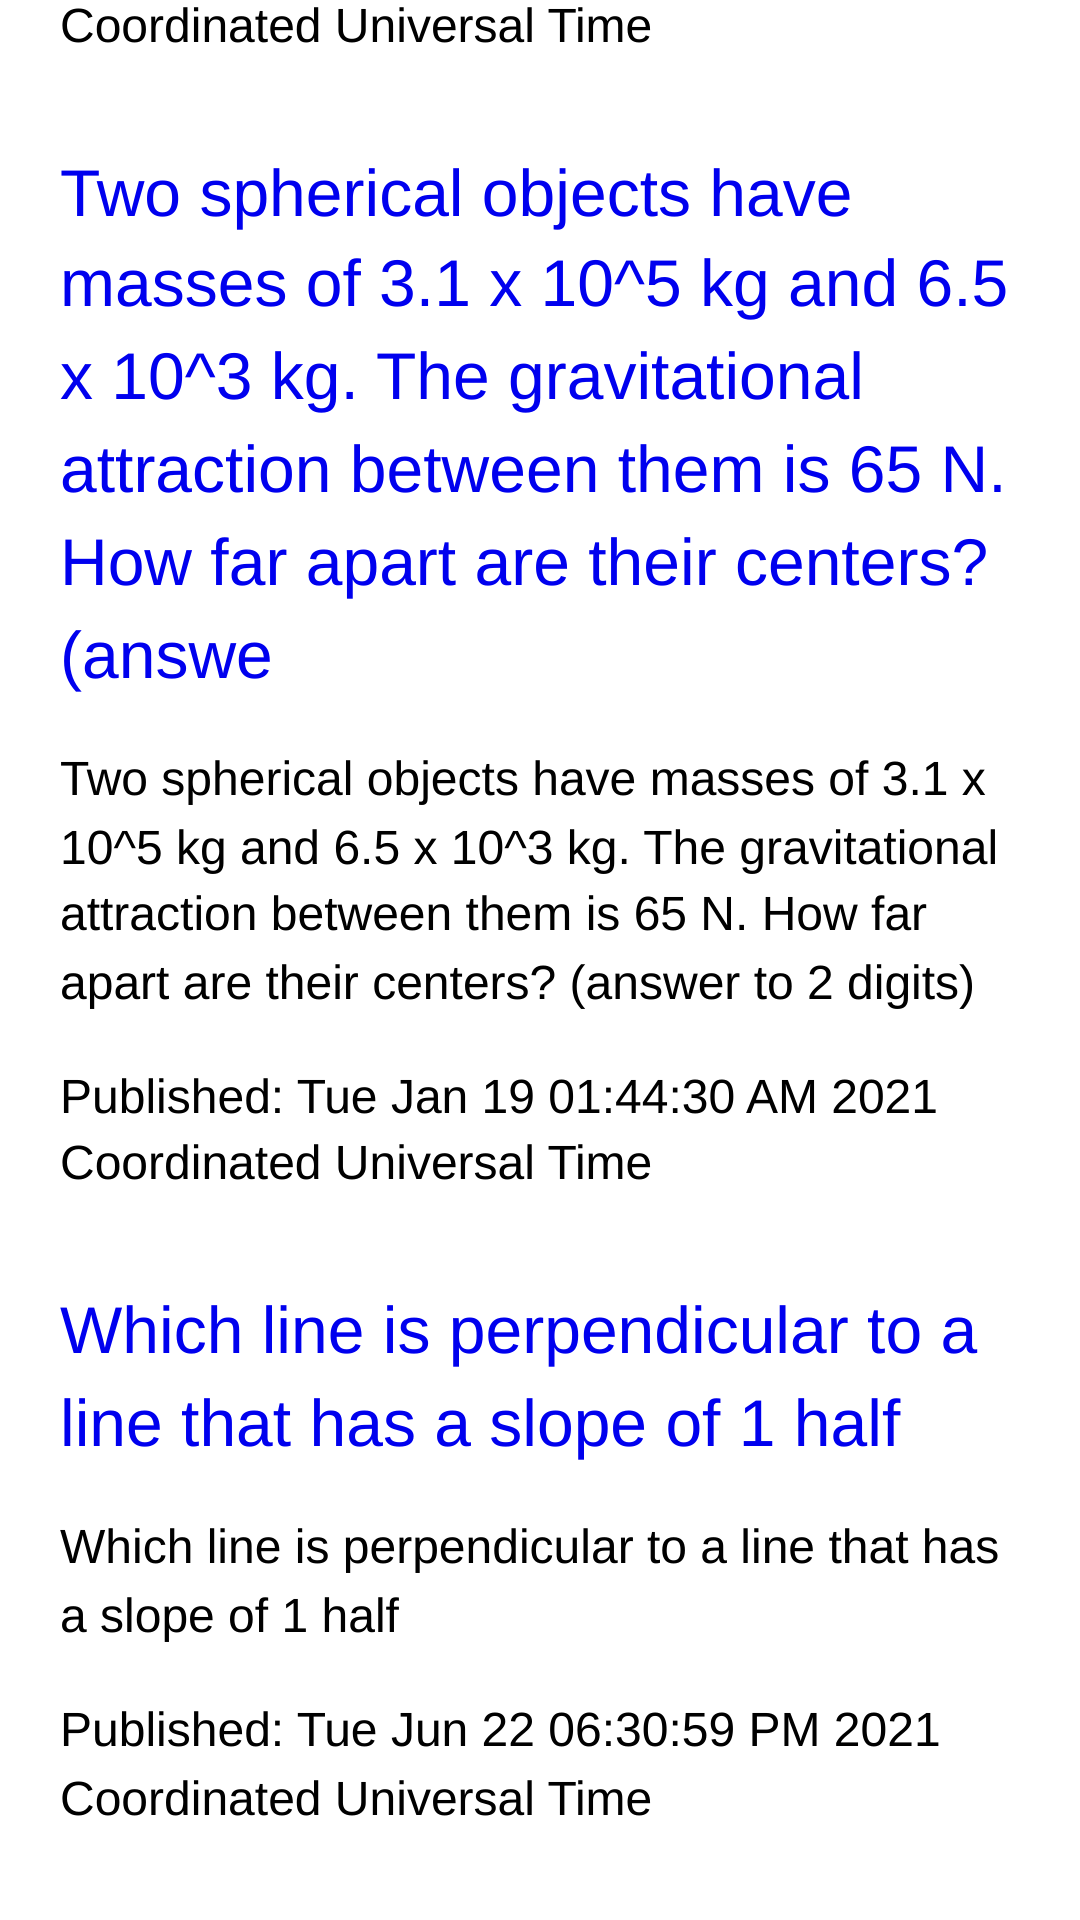 Coordinated Universal Time
Two spherical objects have
masses of 3.1 x 10^5 kg and 6.5
x 10^3 kg. The gravitational
attraction between them is 65 N.
How far apart are their centers?
(answe
Two spherical objects have masses of 3.1 x
10^5 kg and 6.5 x 10^3 kg. The gravitational
attraction between them is 65 N. How far
apart are their centers? (answer to 2 digits)
Published: Tue Jan 19 01:44:30 AM 2021
Coordinated Universal Time
Which line is perpendicular to a
line that has a slope of 1 half
Which line is perpendicular to a line that has
a slope of 1 half
Published: Tue Jun 22 06:30:59 PM 2021
Coordinated Universal Time